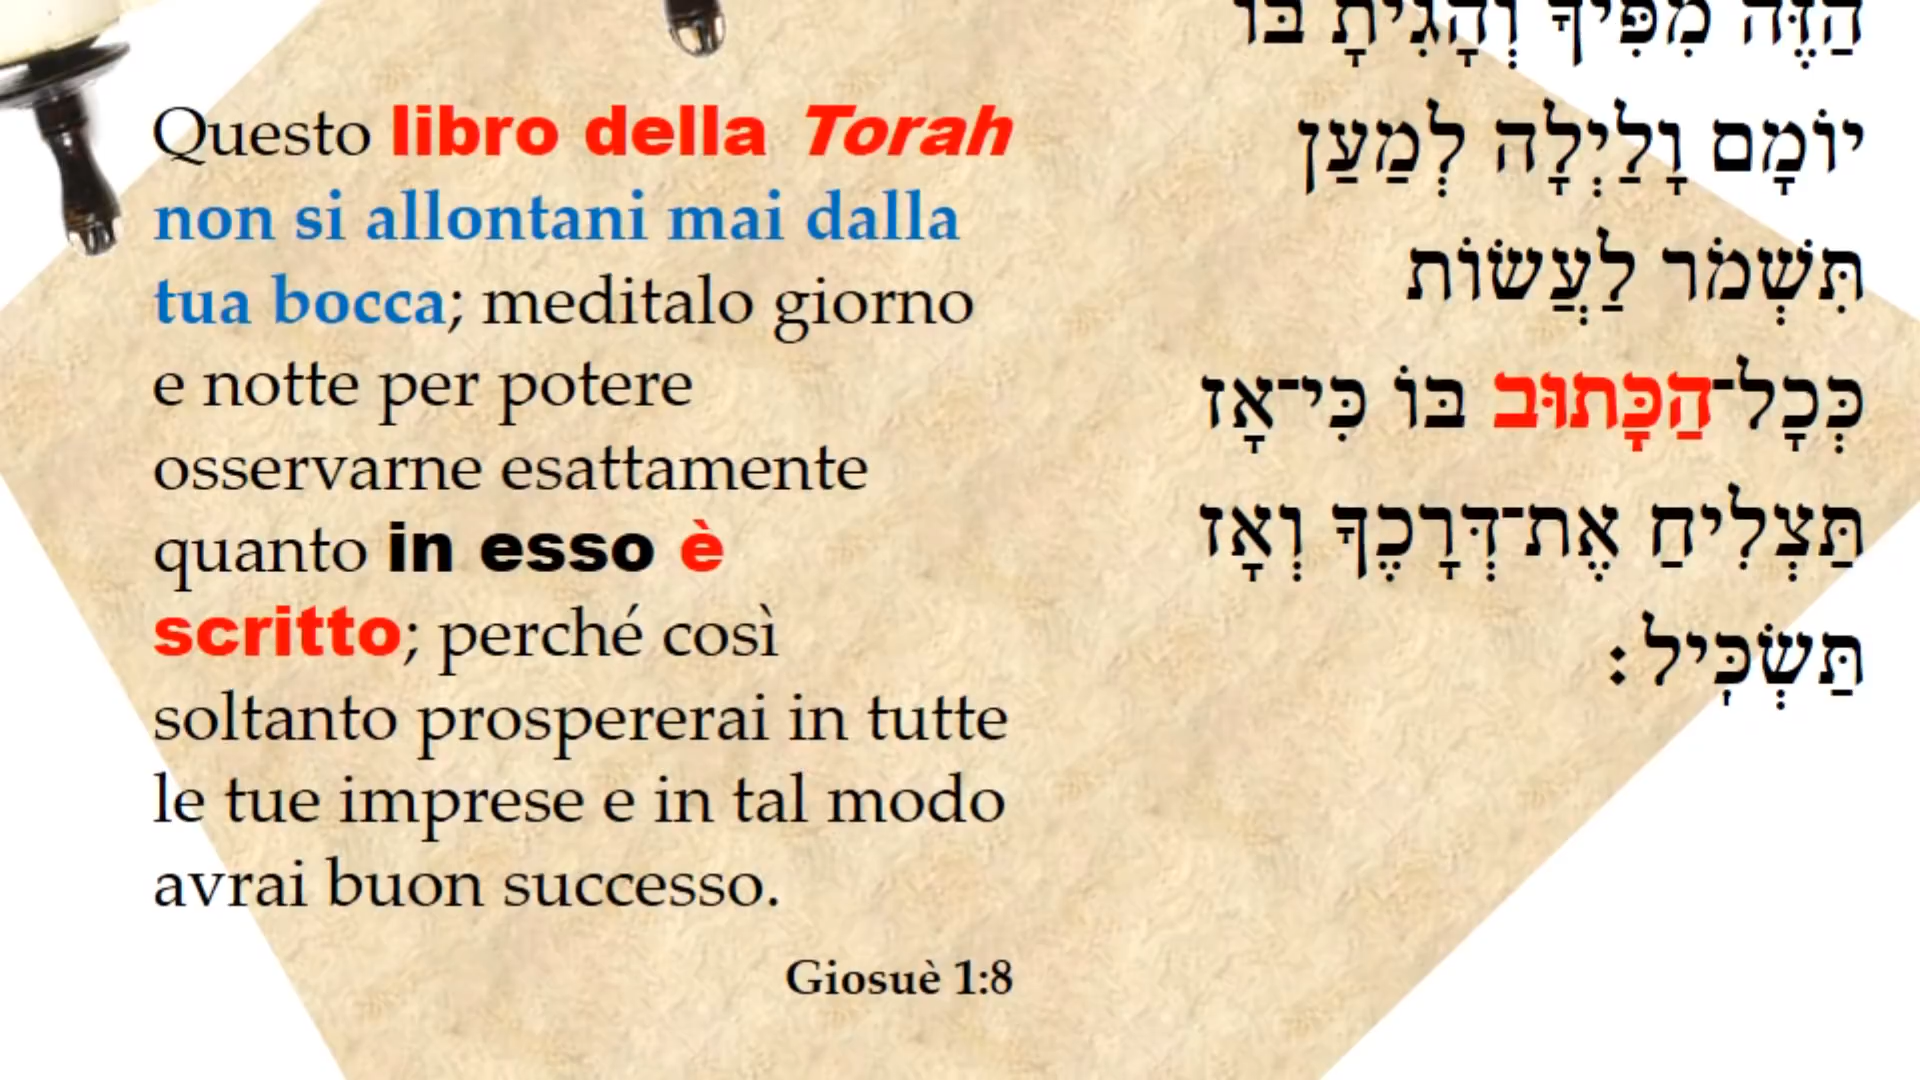 Questo libro della Torah
non si allontani mai dalla
tua bocca; meditalo giorno
e notte per potere
osservarne esattamente
quanto in esso è
scritto; perché così
soltanto prospererai in tutte
le tue imprese e in tal modo
avrai buon successo.
Giosuè 1:8
הַזֶּה מִפִּיךָ וְהָגִיתָ בּוֹ
יוֹמָם וָלַיְלָה לְמַעַן
תִּשְׁמֹר לַעֲשׂוֹת
כְּכָל־הַכָּתוּב בּוֹ כִּי־אָז
תַּצְלִיחַ אֶת־דְּרָכֶךָ וְאָז
תַּשְׂכִּֽיל׃